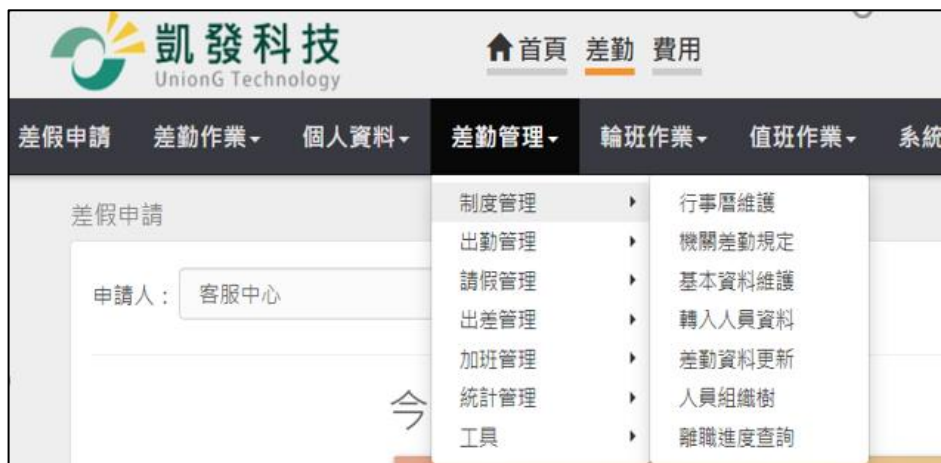 凱發科技
UnionG Technology
首頁 差勤 費用
差假申請 差勤作業 個人資料 差勤管理 輪班作業 值班作業 系統
差假申請
申請人： 客服中心
今
制度管理
出勤管理
請假管理
出差管理
加班管理
統計管理
工具
行事曆維護
機關差勤規定
基本資料維護
轉入人員資料
差勤資料更新
人員組織樹
離職進度查詢